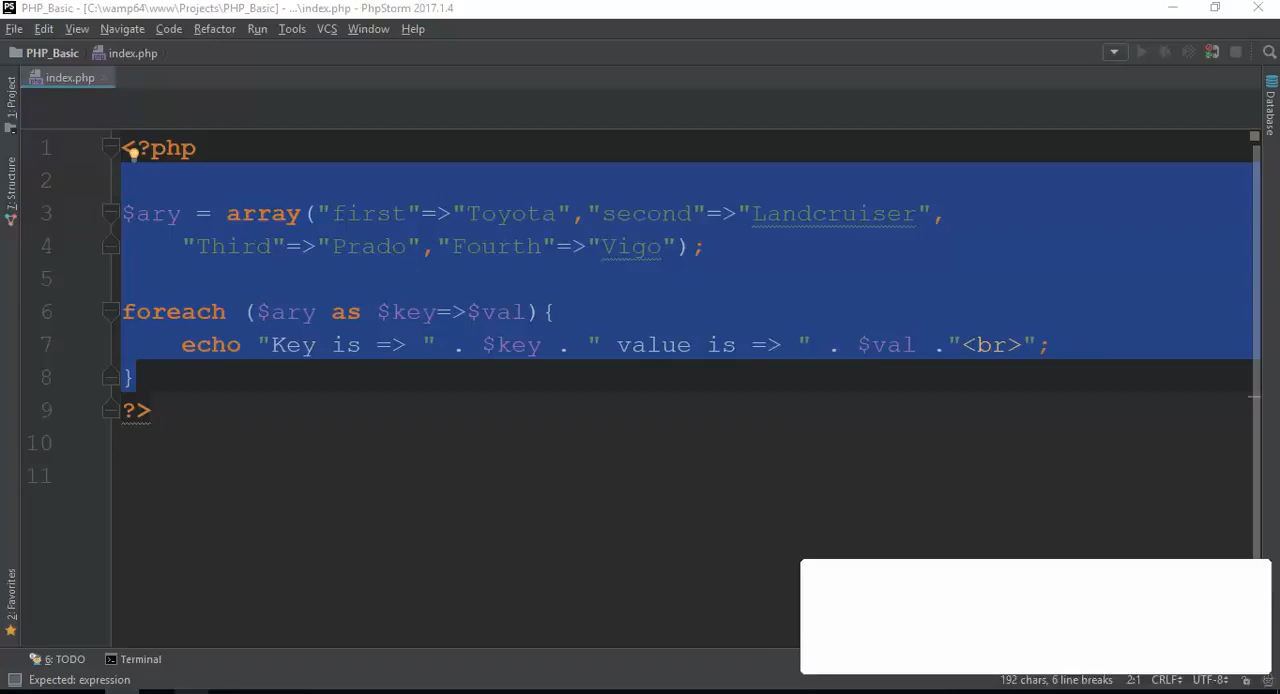 PHP_Basic - [C:\wamp64\www\Projects\PHP_Basic] - ...\index.php - PhpStorm 2017.1.4
File Edit View Navigate Code Refactor Run Tools VCS Window Help
PHP_Basic index.php
index.php
1: Project
7: Structure
2: Favorites
Database
1 <?php
2
3 $ary = array("first"=>"Toyota","second"=>"Landcruiser",
4 "Third"=>"Prado","Fourth"=>"Vigo");
5
6 foreach ($ary as $key=>$val){
7 echo "Key is => " . $key . " value is => " . $val ."<br>";
8 }
9 ?>
10
11
6: TODO Terminal
Expected: expression 192 chars, 6 line breaks 2:1 CRLF UTF-8